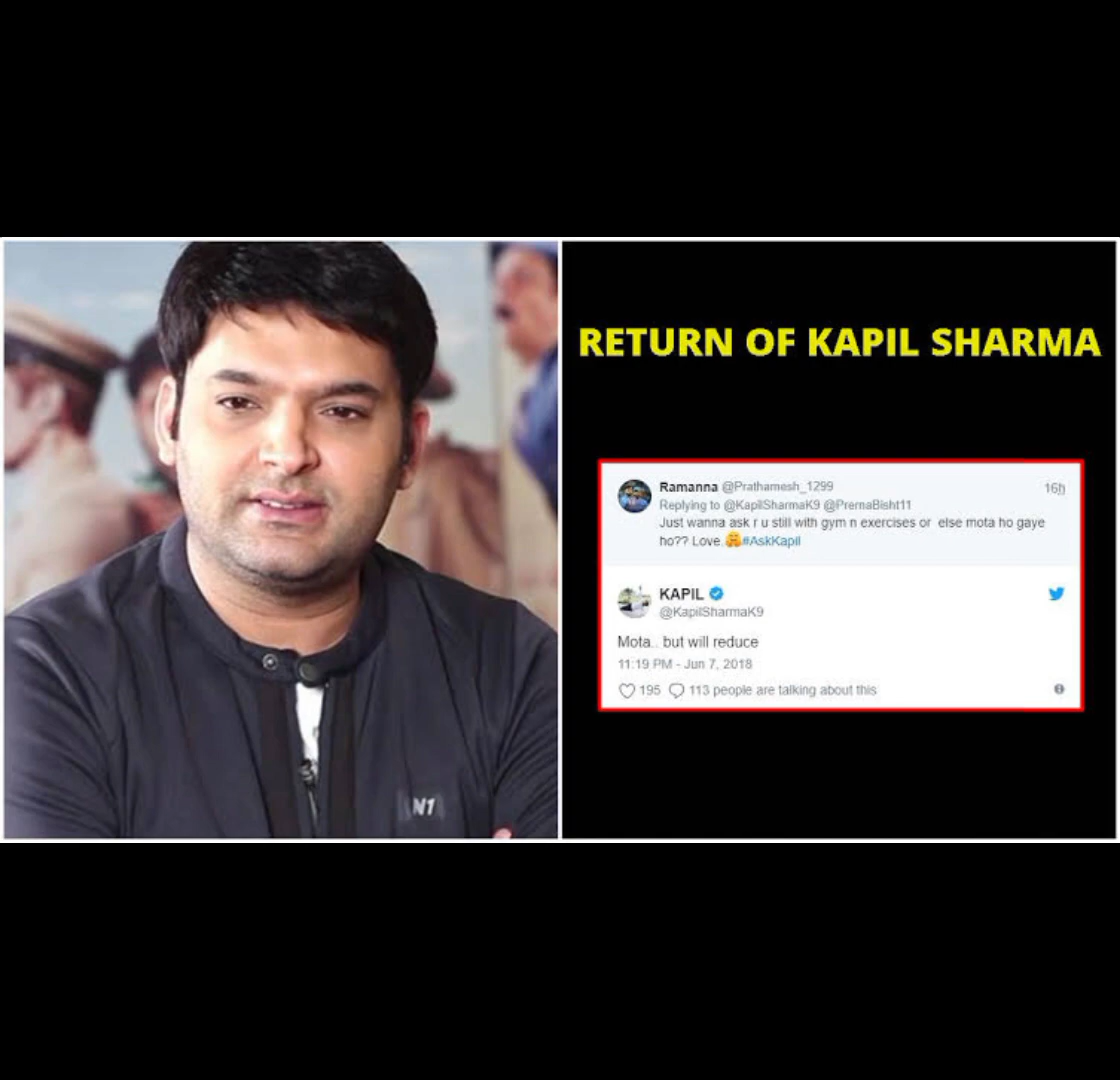 RETURN OF KAPIL SHARMA
Ramanna @Prathamesh_1299 16h
Replying to @KapilSharmaK9 @PrernaBisht11
Just wanna ask r u still with gym n exercises or else mota ho gaye
ho?? Love.🤗#AskKapil
KAPIL
@KapilSharmaK9
Mota.. but will reduce
11:19 PM - Jun 7, 2018
195 113 people are talking about this
N1